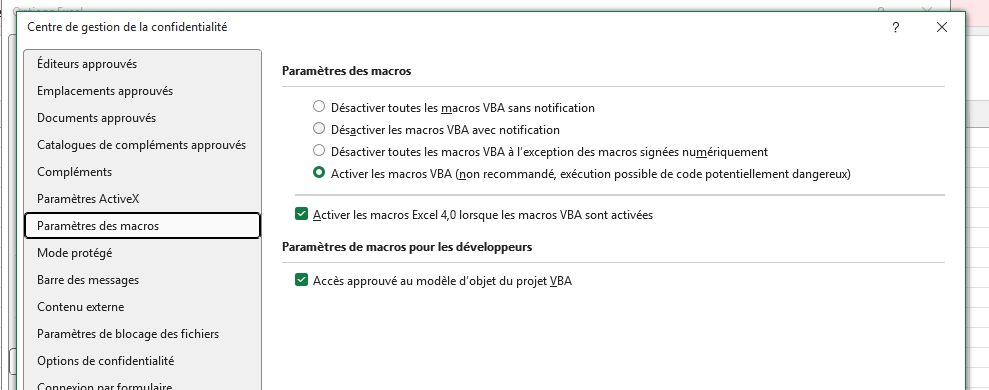 Options Excel
Centre de gestion de la confidentialité
Éditeurs approuvés
Emplacements approuvés
Documents approuvés
Catalogues de compléments approuvés
Compléments
Paramètres ActiveX
Paramètres des macros
Mode protégé
Barre des messages
Contenu externe
Paramètres de blocage des fichiers
Options de confidentialité
Connexion par formulaire
Paramètres des macros
Désactiver toutes les macros VBA sans notification
Désactiver les macros VBA avec notification
Désactiver toutes les macros VBA à l’exception des macros signées numériquement
Activer les macros VBA (non recommandé, exécution possible de code potentiellement dangereux)
Activer les macros Excel 4,0 lorsque les macros VBA sont activées
Paramètres de macros pour les développeurs
Accès approuvé au modèle d’objet du projet VBA